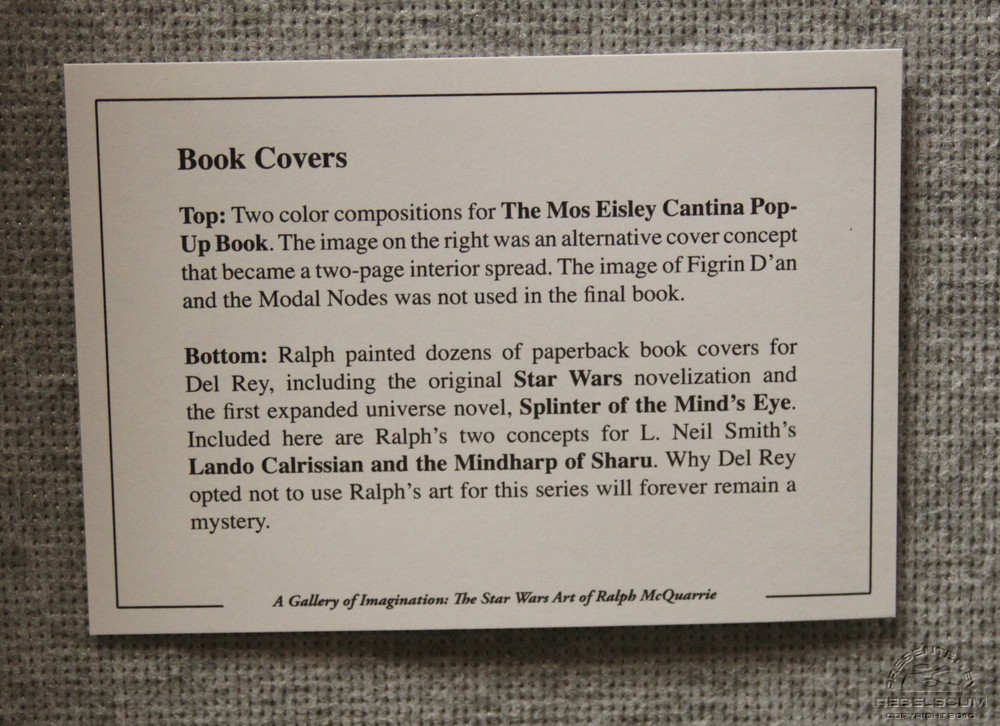 Book Covers
Top: Two color compositions for The Mos Eisley Cantina Pop-
Up Book. The image on the right was an alternative cover concept
that became a two-page interior spread. The image of Figrin D'an
and the Modal Nodes was not used in the final book.
Bottom: Ralph painted dozens of paperback book covers for
Del Rey, including the original Star Wars novelization and
the first expanded universe novel, Splinter of the Mind's Eye.
Included here are Ralph's two concepts for L. Neil Smith's
Lando Calrissian and the Mindharp of Sharu. Why Del Rey
opted not to use Ralph's art for this series will forever remain a
mystery.
A Gallery of Imagination: The Star Wars Art of Ralph McQuarrie
PRESENTED BY
REBELSCUM